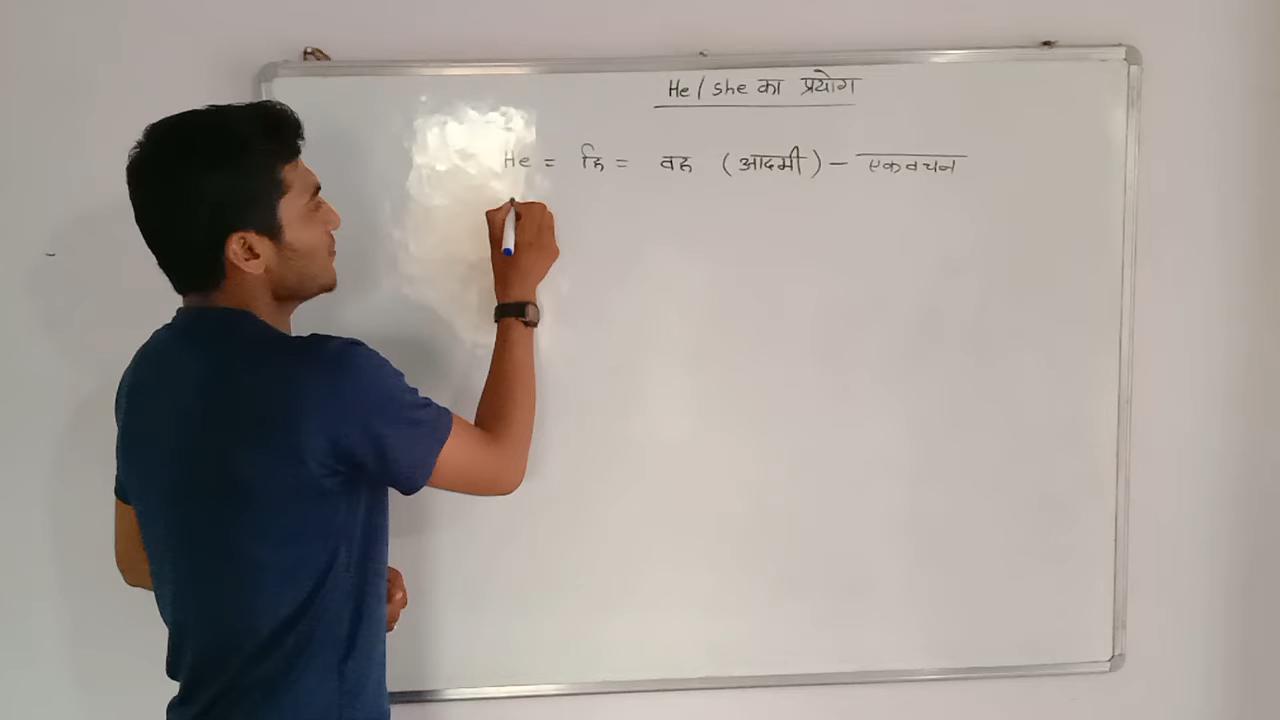 He / she का प्रयोग
He = हि = वह (आदमी) - एकवचन